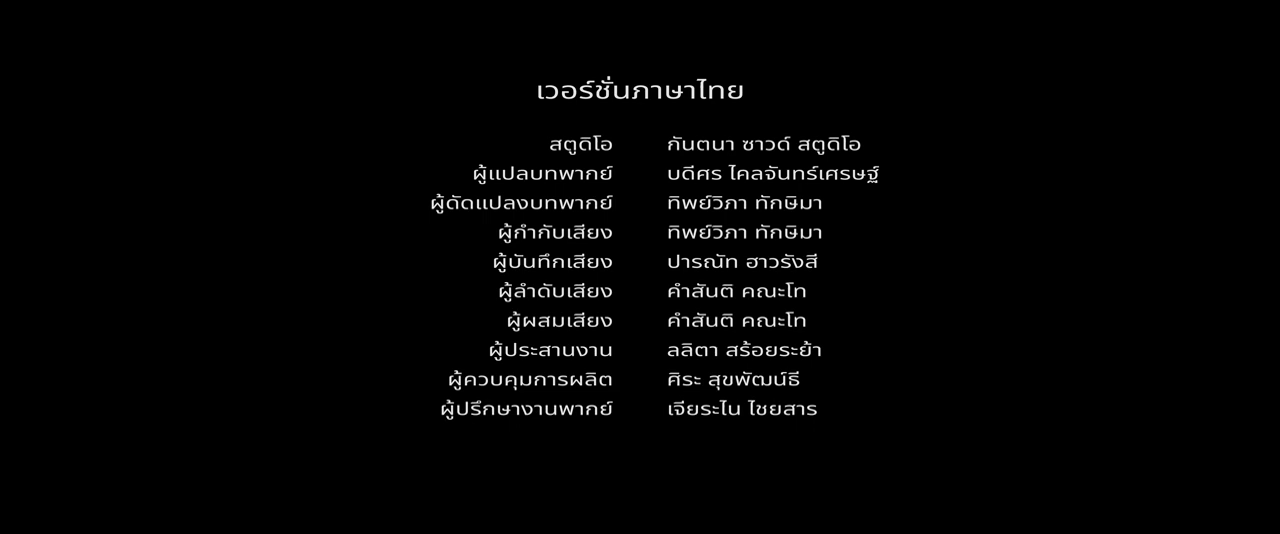 เวอร์ชั่นภาษาไทย
สตูดิโอ กันตนา ซาวด์ สตูดิโอ
ผู้แปลบทพากย์ บดีศร ไคลจันทร์เศรษฐ์
ผู้ดัดแปลงบทพากย์ ทิพย์วิภา ทักษิมา
ผู้กำกับเสียง ทิพย์วิภา ทักษิมา
ผู้บันทึกเสียง ปารณัท ฮาวรังสี
ผู้ลำดับเสียง คำสันติ คณะโท
ผู้ผสมเสียง คำสันติ คณะโท
ผู้ประสานงาน ลลิตา สร้อยระย้า
ผู้ควบคุมการผลิต ศิระ สุขพัฒน์ธี
ผู้ปรึกษางานพากย์ เจียระไน ไชยสาร